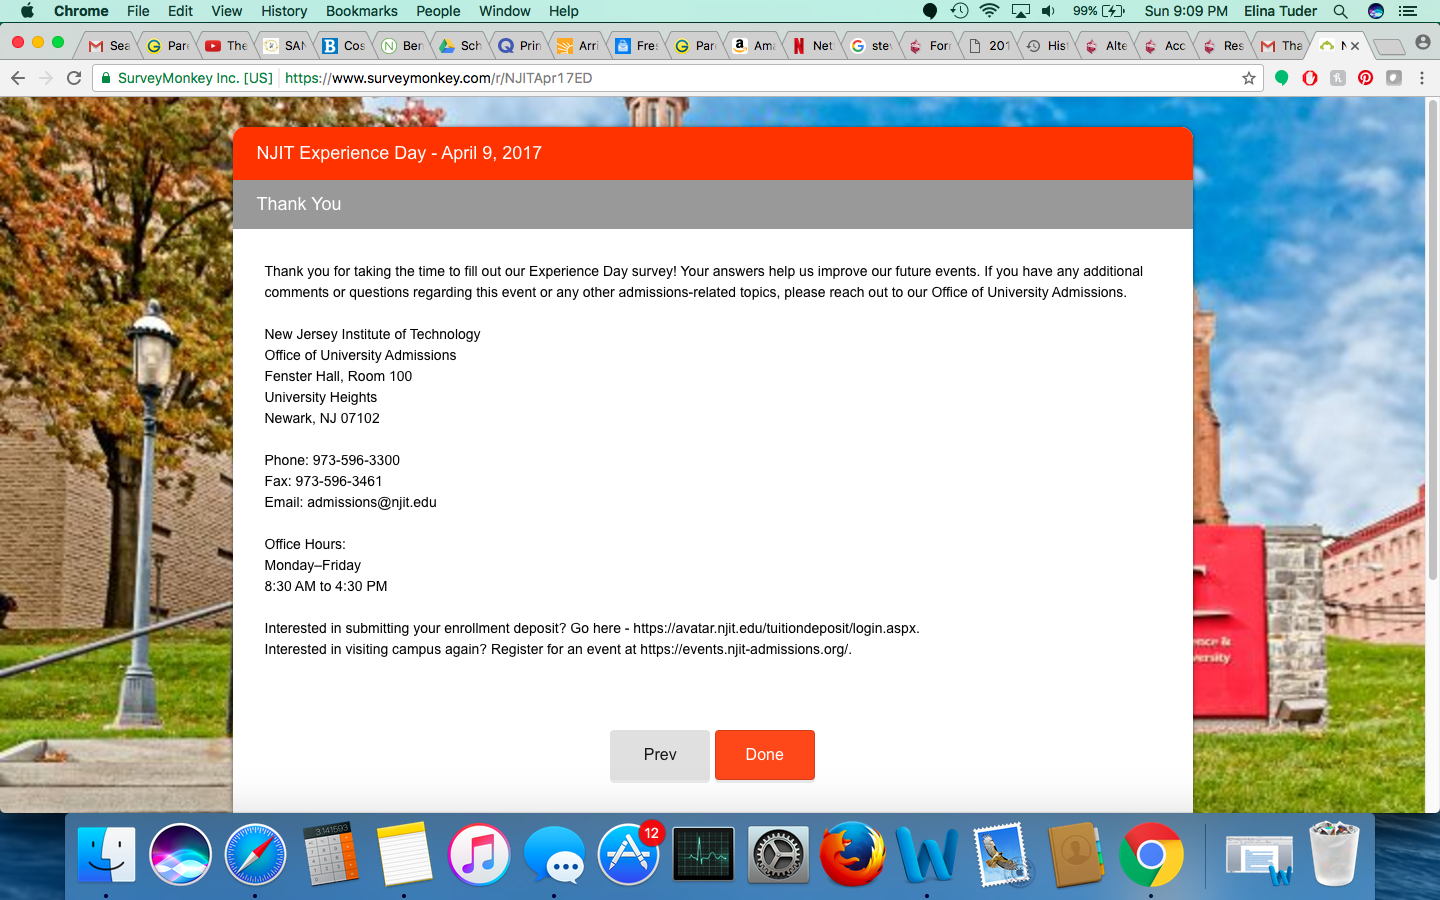 Chrome File Edit View History Bookmarks People Window Help 99% Sun 9:09 PM Elina Tuder
Sea Par The SAN Cos Ben Sch Prin Arri Fre Par Ama Net stev For 201 Hist Alte Acc Res Tha N
SurveyMonkey Inc. [US] https://www.surveymonkey.com/r/NJITApr17ED
NJIT Experience Day - April 9, 2017
Thank You
Thank you for taking the time to fill out our Experience Day survey! Your answers help us improve our future events. If you have any additional
comments or questions regarding this event or any other admissions-related topics, please reach out to our Office of University Admissions.
New Jersey Institute of Technology
Office of University Admissions
Fenster Hall, Room 100
University Heights
Newark, NJ 07102
Phone: 973-596-3300
Fax: 973-596-3461
Email: admissions@njit.edu
Office Hours:
Monday–Friday
8:30 AM to 4:30 PM
Interested in submitting your enrollment deposit? Go here - https://avatar.njit.edu/tuitiondeposit/login.aspx.
Interested in visiting campus again? Register for an event at https://events.njit-admissions.org/.
Prev Done
12